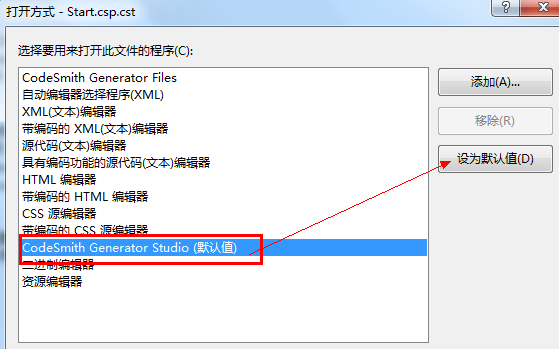 打开方式 - Start.csp.cst
选择要用来打开此文件的程序(C):
CodeSmith Generator Files
自动编辑器选择程序(XML)
XML(文本)编辑器
带编码的 XML(文本)编辑器
源代码(文本)编辑器
具有编码功能的源代码(文本)编辑器
HTML 编辑器
带编码的 HTML 编辑器
CSS 源编辑器
带编码的 CSS 源编辑器
CodeSmith Generator Studio (默认值)
二进制编辑器
资源编辑器
添加(A)...
移除(R)
设为默认值(D)